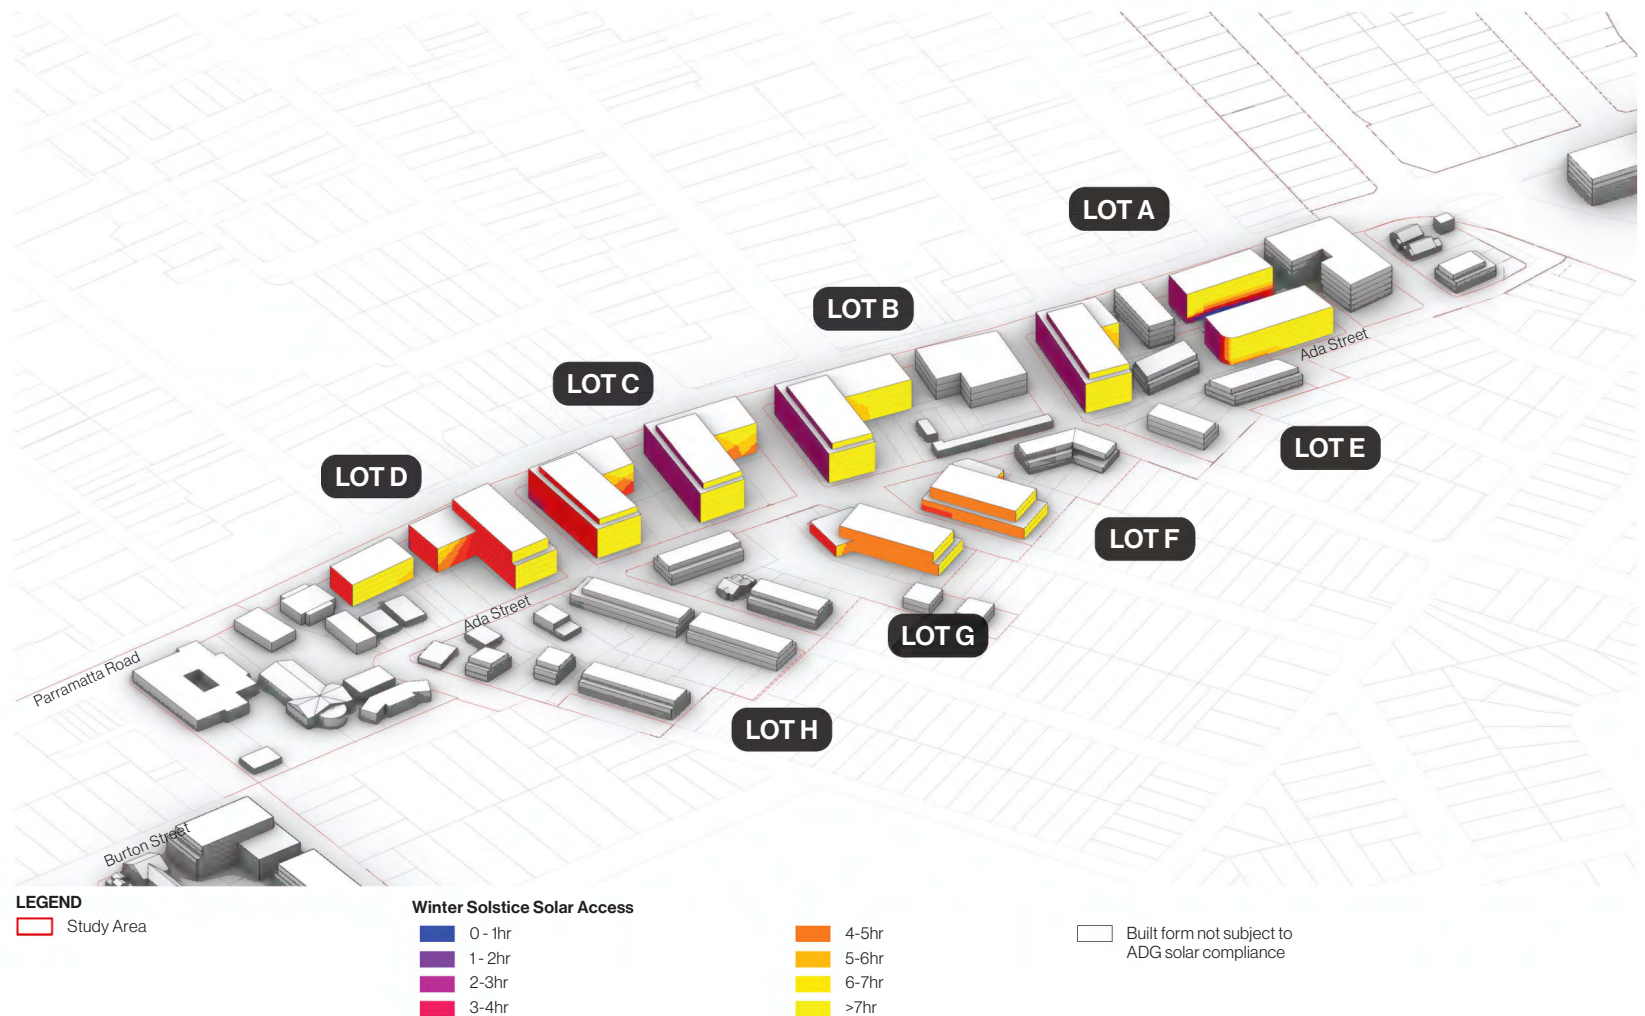 LOT A
LOT B
LOT C
LOT D
Ada Street
LOT E
LOT F
LOT G
LOT H
Ada Street
Parramatta Road
Burton Street
LEGEND
Study Area
Winter Solstice Solar Access
0 - 1hr
1 - 2hr
2-3hr
3-4hr
4-5hr
5-6hr
6-7hr
>7hr
Built form not subject to
ADG solar compliance